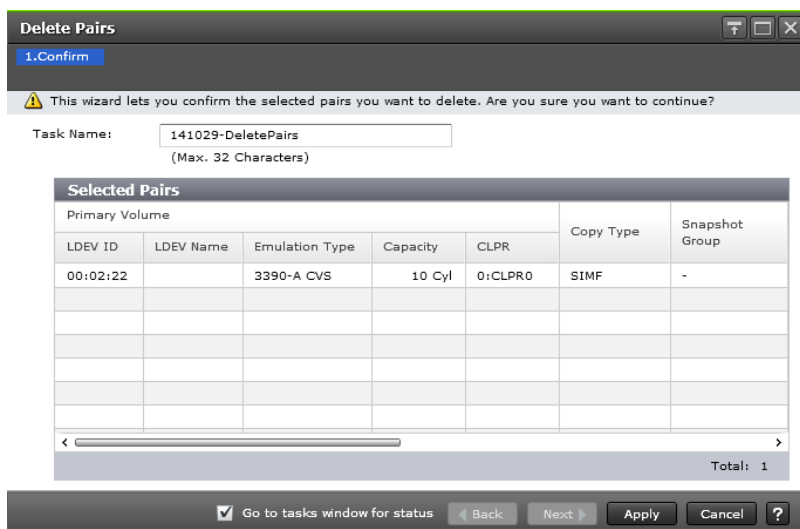 Delete Pairs
1.Confirm
This wizard lets you confirm the selected pairs you want to delete. Are you sure you want to continue?
Task Name: 141029-DeletePairs
(Max. 32 Characters)
Selected Pairs
Primary Volume Copy Type Snapshot Group
LDEV ID LDEV Name Emulation Type Capacity CLPR
00:02:22 3390-A CVS 10 Cyl 0:CLPR0 SIMF -
Total: 1
Go to tasks window for status Back Next Apply Cancel ?